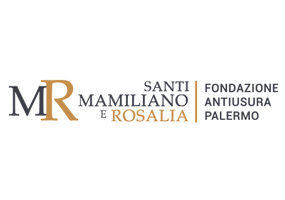 MR
SANTI
MAMILIANO
E ROSALIA
FONDAZIONE
ANTIUSURA
PALERMO